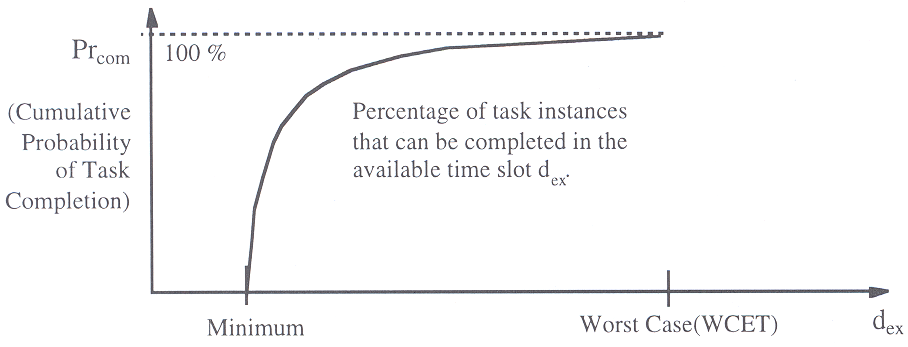 Pr_com
100 %
(Cumulative
Probability
of Task
Completion)
Percentage of task instances
that can be completed in the
available time slot d_ex.
Minimum
Worst Case(WCET)
d_ex